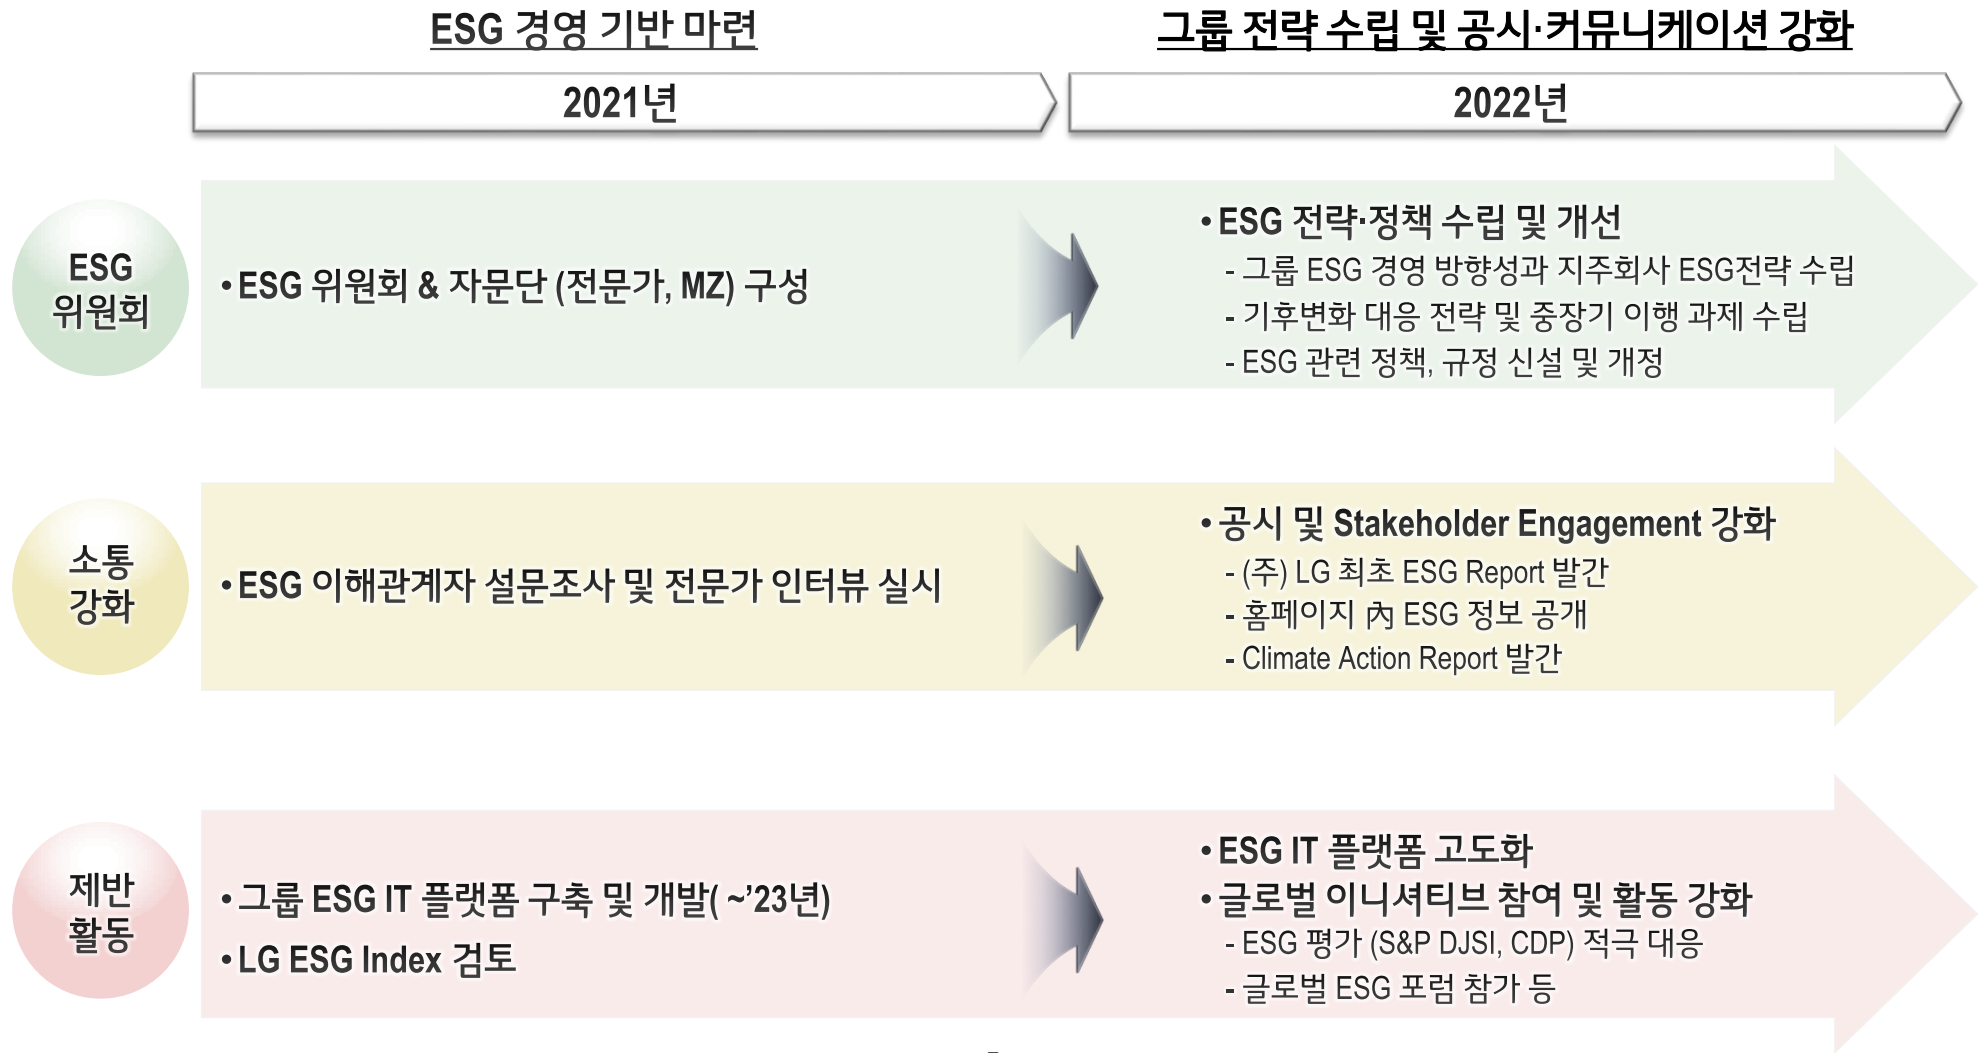 ESG 경영 기반 마련
그룹 전략 수립 및 공시·커뮤니케이션 강화
2021년
2022년
ESG
위원회
• ESG 위원회 & 자문단 (전문가, MZ) 구성
• ESG 전략·정책 수립 및 개선
- 그룹 ESG 경영 방향성과 지주회사 ESG전략 수립
- 기후변화 대응 전략 및 중장기 이행 과제 수립
- ESG 관련 정책, 규정 신설 및 개정
소통
강화
• ESG 이해관계자 설문조사 및 전문가 인터뷰 실시
• 공시 및 Stakeholder Engagement 강화
- (주) LG 최초 ESG Report 발간
- 홈페이지 內 ESG 정보 공개
- Climate Action Report 발간
제반
활동
• 그룹 ESG IT 플랫폼 구축 및 개발( ~’23년)
• LG ESG Index 검토
• ESG IT 플랫폼 고도화
• 글로벌 이니셔티브 참여 및 활동 강화
- ESG 평가 (S&P DJSI, CDP) 적극 대응
- 글로벌 ESG 포럼 참가 등